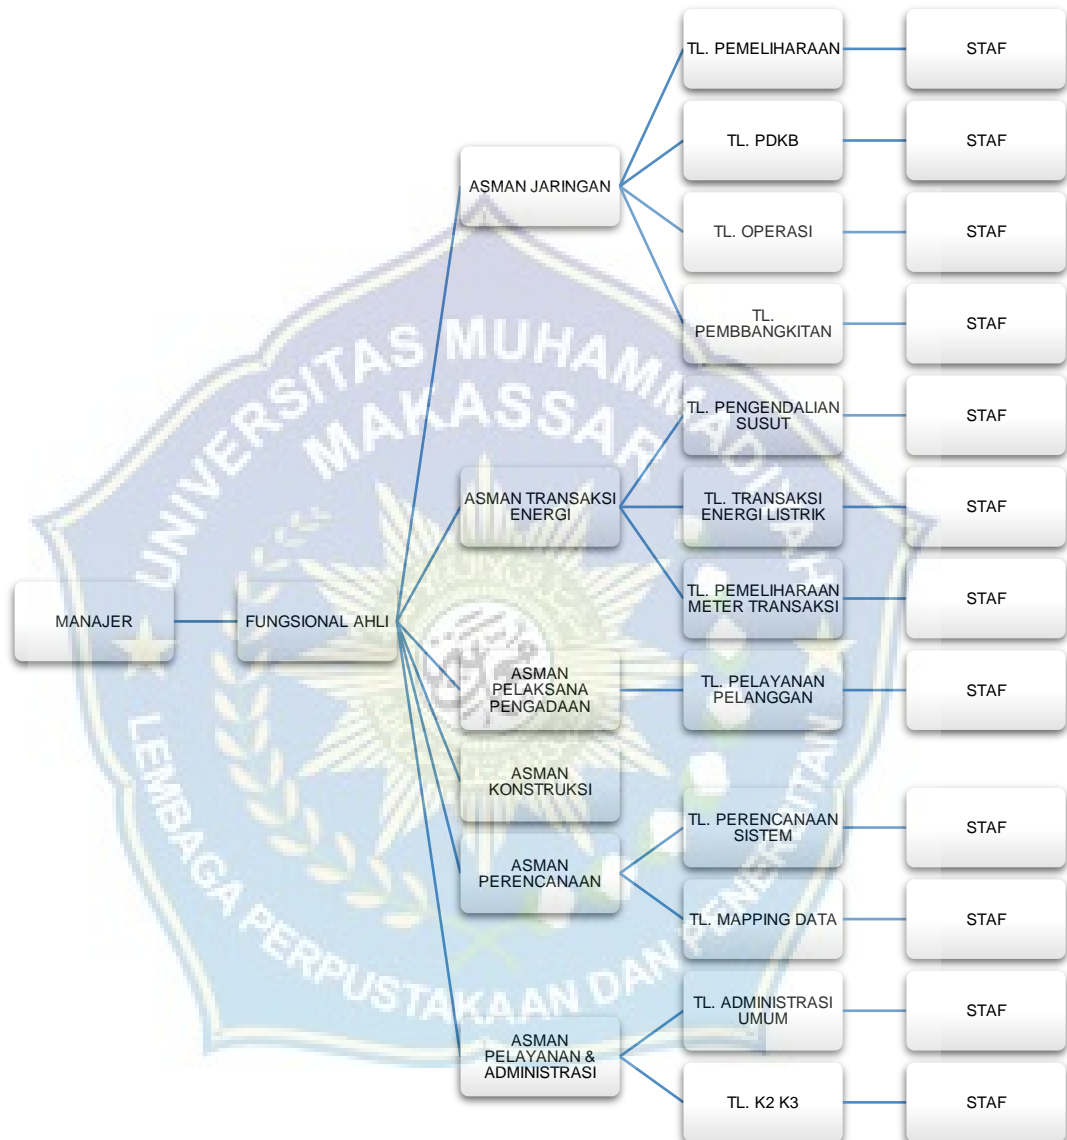 MANAJER
FUNGSIONAL AHLI
ASMAN JARINGAN
TL. PEMELIHARAAN
STAF
TL. PDKB
STAF
TL. OPERASI
STAF
TL.
PEMBBANGKITAN
STAF
ASMAN TRANSAKSI
ENERGI
TL. PENGENDALIAN
SUSUT
STAF
TL. TRANSAKSI
ENERGI LISTRIK
STAF
TL. PEMELIHARAAN
METER TRANSAKSI
STAF
ASMAN
PELAKSANA
PENGADAAN
TL. PELAYANAN
PELANGGAN
STAF
ASMAN
KONSTRUKSI
ASMAN
PERENCANAAN
TL. PERENCANAAN
SISTEM
STAF
TL. MAPPING DATA
STAF
ASMAN
PELAYANAN &
ADMINISTRASI
TL. ADMINISTRASI
UMUM
STAF
TL. K2 K3
STAF
UNIVERSITAS MUHAMMADIYAH
MAKASSAR
LEMBAGA PERPUSTAKAAN DAN PENERBITAN